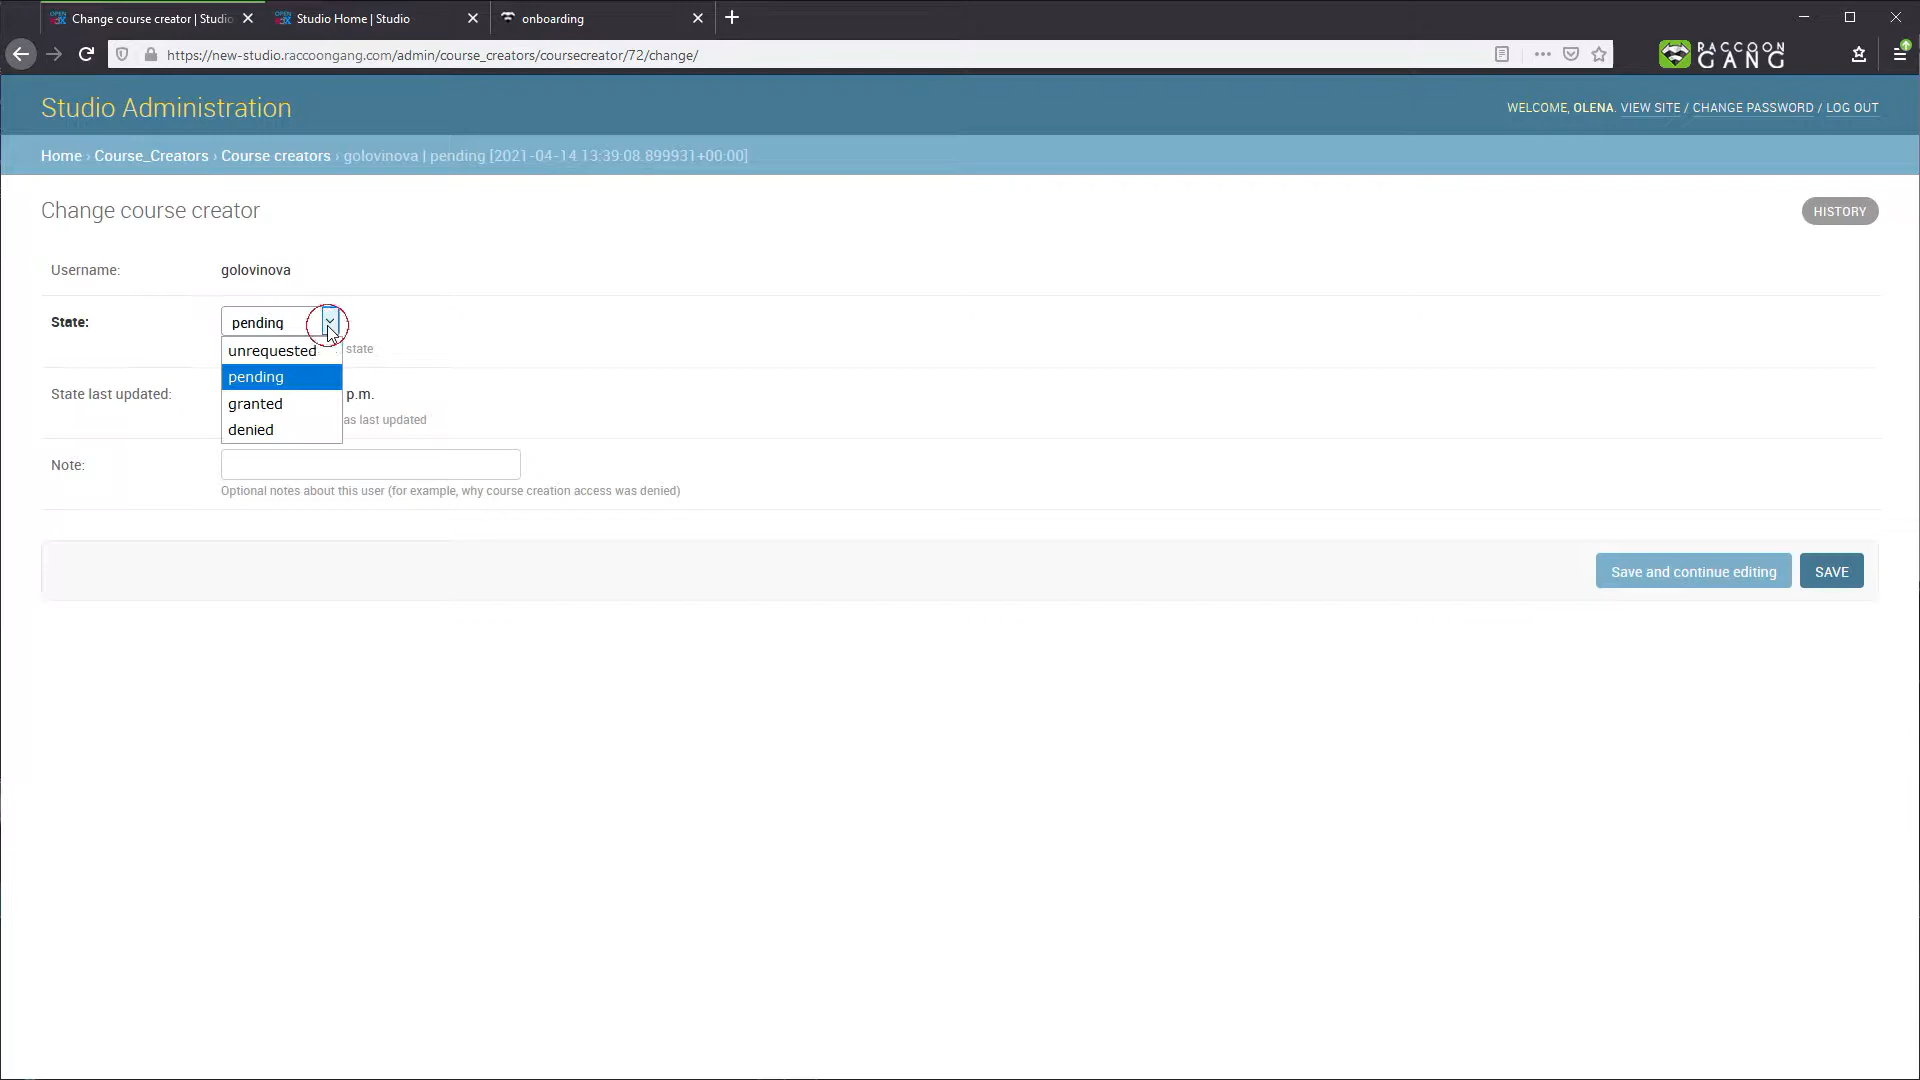 Change course creator | Studio
Studio Home | Studio
onboarding
https://new-studio.raccoongang.com/admin/course_creators/coursecreator/72/change/
RACCOON
GANG
Studio Administration
WELCOME, OLENA. VIEW SITE / CHANGE PASSWORD / LOG OUT
Home › Course_Creators › Course creators › golovinova | pending [2021-04-14 13:39:08.899931+00:00]
Change course creator
HISTORY
Username: golovinova
State: pending
unrequested
state
pending
State last updated: p.m.
granted
as last updated
denied
Note:
Optional notes about this user (for example, why course creation access was denied)
Save and continue editing SAVE